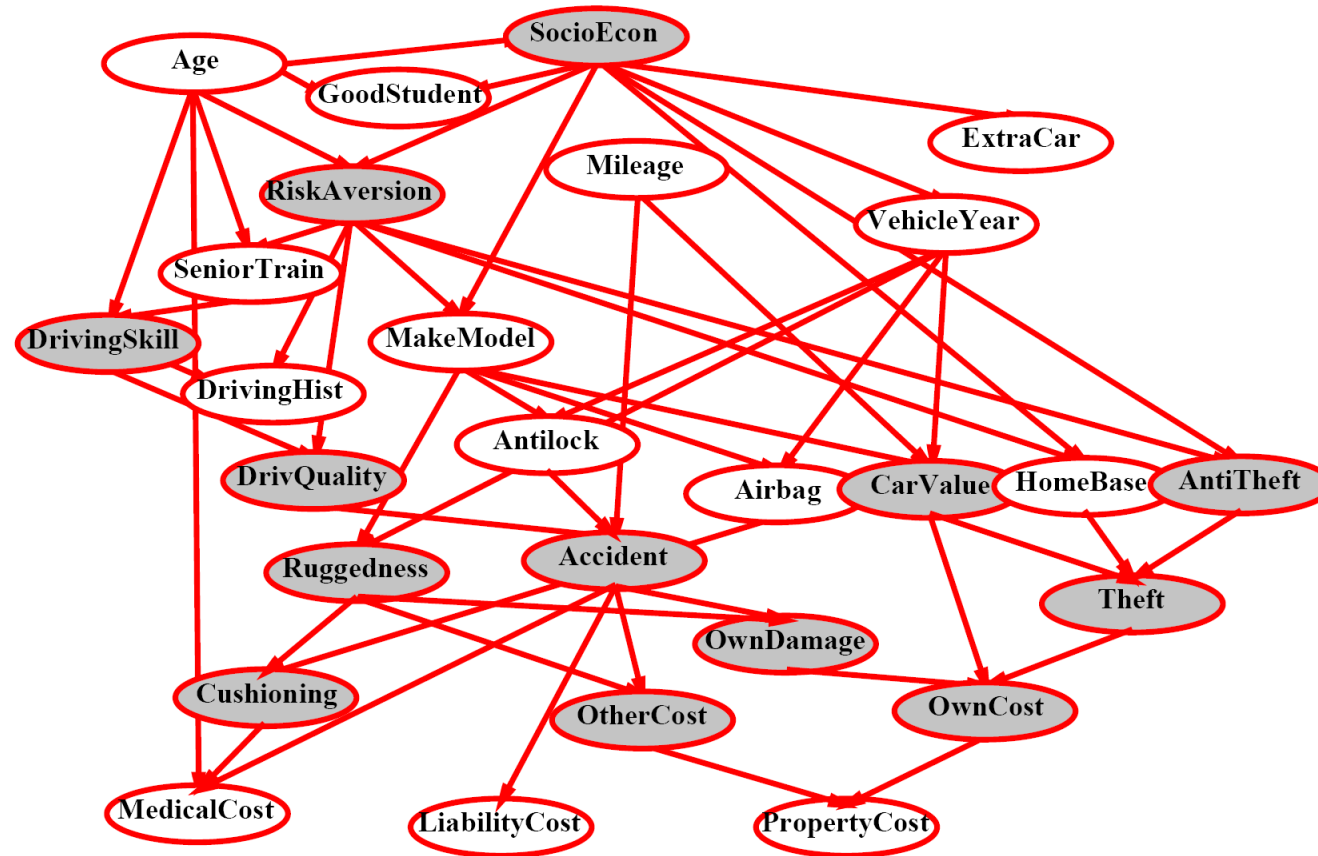 SocioEcon
Age
GoodStudent
ExtraCar
Mileage
RiskAversion
VehicleYear
SeniorTrain
DrivingSkill
MakeModel
DrivingHist
Antilock
DrivQuality
Airbag
CarValue
HomeBase
AntiTheft
Accident
Ruggedness
Theft
OwnDamage
Cushioning
OtherCost
OwnCost
MedicalCost
LiabilityCost
PropertyCost